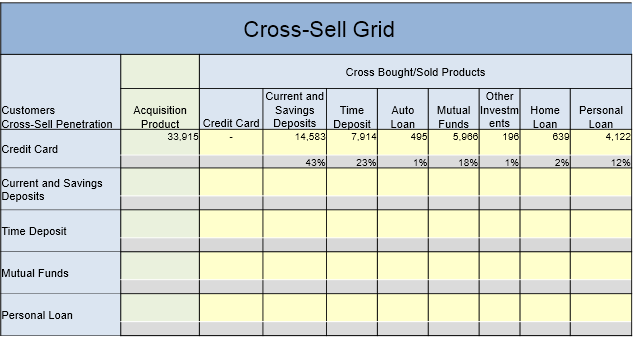 Cross-Sell Grid
Cross Bought/Sold Products
Customers
Cross-Sell Penetration
Acquisition
Product
Credit Card
Current and
Savings
Deposits
Time
Deposit
Auto
Loan
Mutual
Funds
Other
Investm
ents
Home
Loan
Personal
Loan
Credit Card
33,915 - 14,583 7,914 495 5,966 196 639 4,122
43% 23% 1% 18% 1% 2% 12%
Current and Savings
Deposits
Time Deposit
Mutual Funds
Personal Loan